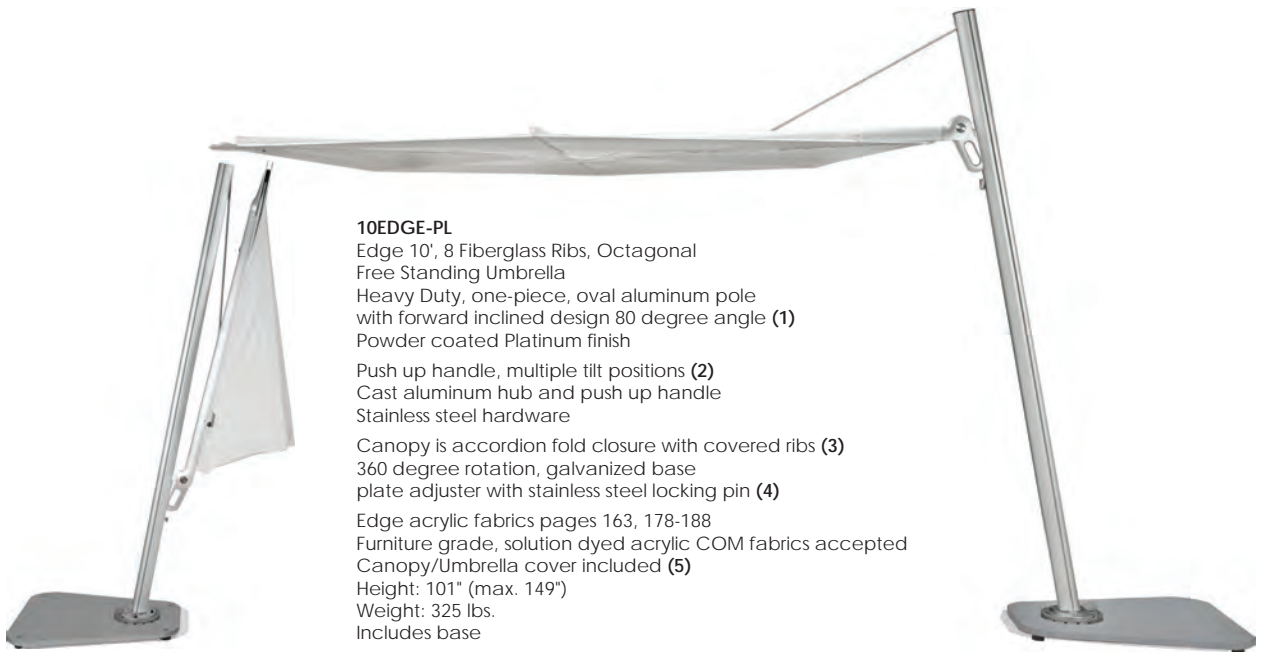 10EDGE-PL
Edge 10', 8 Fiberglass Ribs, Octagonal
Free Standing Umbrella
Heavy Duty, one-piece, oval aluminum pole
with forward inclined design 80 degree angle (1)
Powder coated Platinum finish
Push up handle, multiple tilt positions (2)
Cast aluminum hub and push up handle
Stainless steel hardware
Canopy is accordion fold closure with covered ribs (3)
360 degree rotation, galvanized base
plate adjuster with stainless steel locking pin (4)
Edge acrylic fabrics pages 163, 178-188
Furniture grade, solution dyed acrylic COM fabrics accepted
Canopy/Umbrella cover included (5)
Height: 101" (max. 149")
Weight: 325 lbs.
Includes base